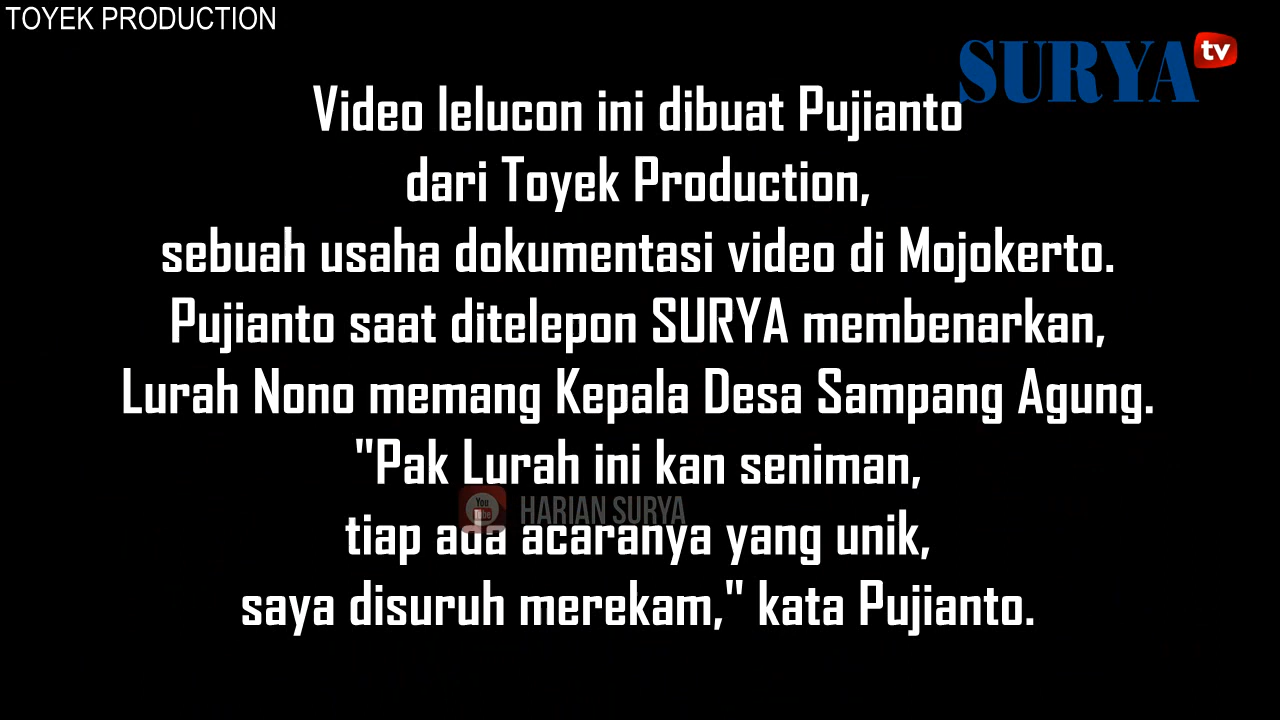 TOYEK PRODUCTION
SURYA tv
Video lelucon ini dibuat Pujianto
dari Toyek Production,
sebuah usaha dokumentasi video di Mojokerto.
Pujianto saat ditelepon SURYA membenarkan,
Lurah Nono memang Kepala Desa Sampang Agung.
"Pak Lurah ini kan seniman,
You Tube HARIAN SURYA
tiap ada acaranya yang unik,
saya disuruh merekam," kata Pujianto.